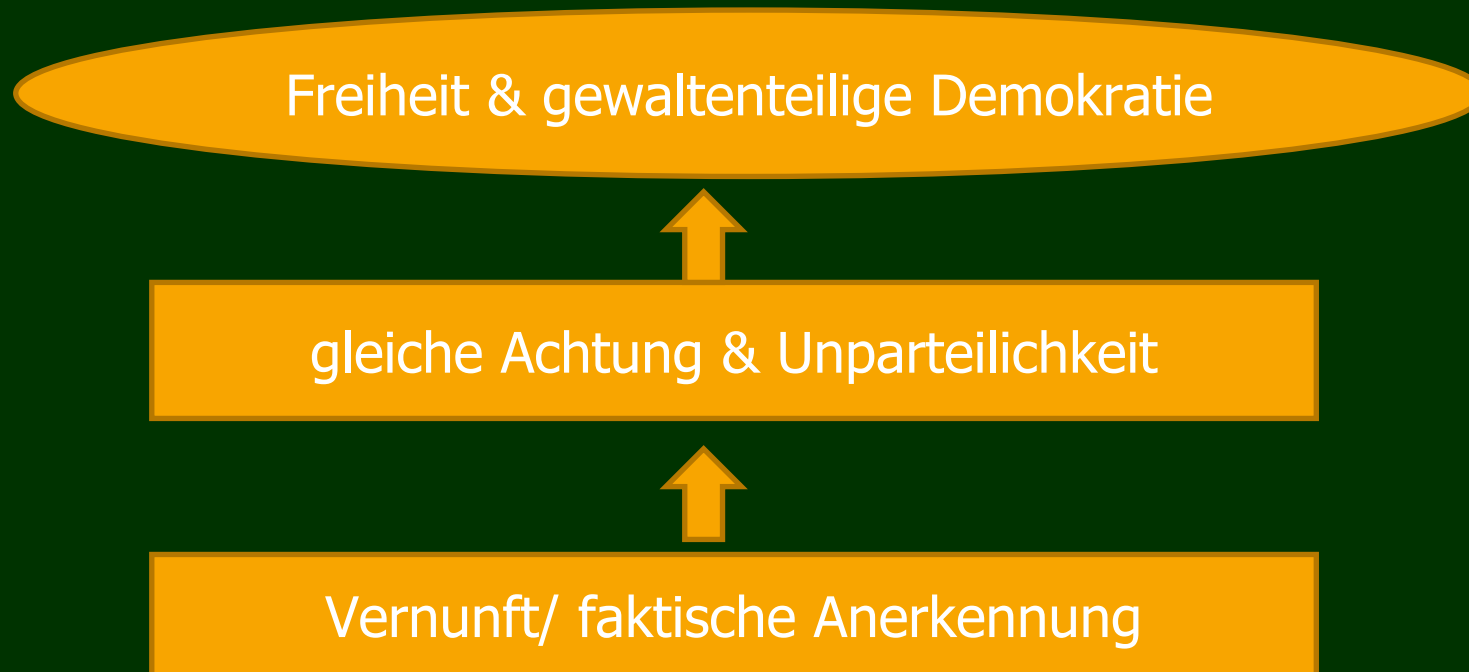 Freiheit & gewaltenteilige Demokratie
gleiche Achtung & Unparteilichkeit
Vernunft/ faktische Anerkennung